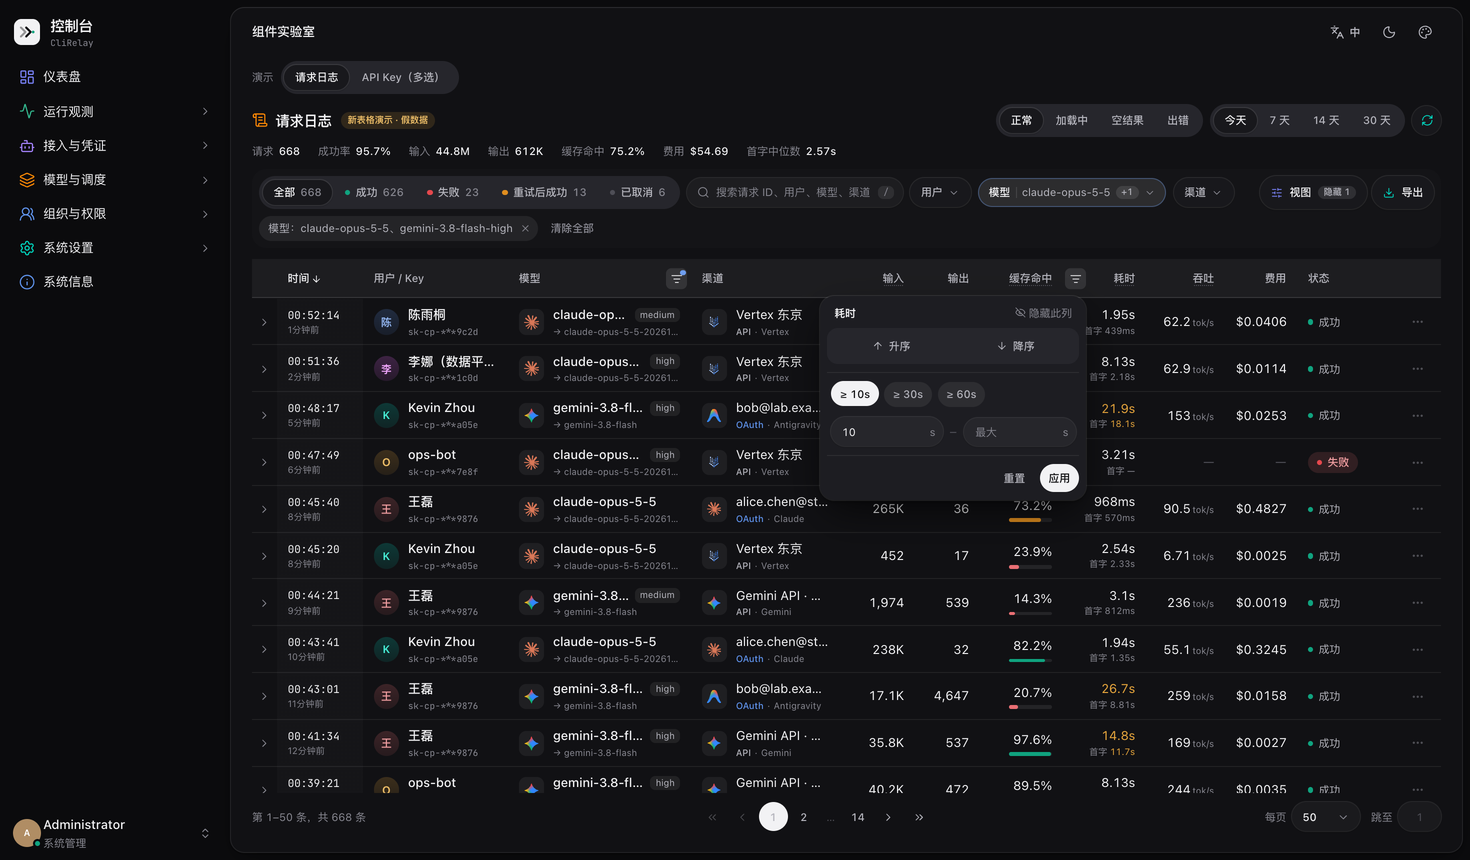 控制台
CliRelay
仪表盘
运行观测
接入与凭证
模型与调度
组织与权限
系统设置
系统信息
A
Administrator
系统管理
组件实验室
中
演示 请求日志 API Key（多选）
请求日志 新表格演示 · 假数据
正常 加载中 空结果 出错
今天 7 天 14 天 30 天
请求 668 成功率 95.7% 输入 44.8M 输出 612K 缓存命中 75.2% 费用 $54.69 首字中位数 2.57s
全部 668 成功 626 失败 23 重试后成功 13 已取消 6
搜索请求 ID、用户、模型、渠道 /
用户 模型 claude-opus-5-5 +1 渠道 视图 隐藏 1 导出
模型：claude-opus-5-5、gemini-3.8-flash-high × 清除全部
时间 ↓ 用户 / Key 模型 渠道 输入 输出 缓存命中 耗时 吞吐 费用 状态
耗时 隐藏此列
↑ 升序 ↓ 降序
≥ 10s ≥ 30s ≥ 60s
10 s – 最大 s
重置 应用
00:52:14 陈 陈雨桐 claude-op... medium Vertex 东京 1.95s 62.2 tok/s $0.0406 成功 ···
1分钟前 sk-cp-***9c2d → claude-opus-5-5-20261... API · Vertex 首字 439ms
00:51:36 李 李娜（数据平... claude-opus... high Vertex 东京 8.13s 62.9 tok/s $0.0114 成功 ···
2分钟前 sk-cp-***1c0d → claude-opus-5-5-20261... API · Vertex 首字 2.18s
00:48:17 K Kevin Zhou gemini-3.8-fl... high bob@lab.exa... 21.9s 153 tok/s $0.0253 成功 ···
5分钟前 sk-cp-***a05e → gemini-3.8-flash OAuth · Antigravity 首字 18.1s
00:47:49 O ops-bot claude-opus... high Vertex 东京 3.21s — — 失败 ···
6分钟前 sk-cp-***7e8f → claude-opus-5-5-20261... API · Vertex 首字 —
00:45:40 王 王磊 claude-opus-5-5 alice.chen@st... 265K 36 73.2% 968ms 90.5 tok/s $0.4827 成功 ···
8分钟前 sk-cp-***9876 → claude-opus-5-5-20261... OAuth · Claude 首字 570ms
00:45:20 K Kevin Zhou claude-opus-5-5 Vertex 东京 452 17 23.9% 2.54s 6.71 tok/s $0.0025 成功 ···
8分钟前 sk-cp-***a05e → claude-opus-5-5-20261... API · Vertex 首字 2.33s
00:44:21 王 王磊 gemini-3.8... medium Gemini API · ... 1,974 539 14.3% 3.1s 236 tok/s $0.0019 成功 ···
9分钟前 sk-cp-***9876 → gemini-3.8-flash API · Gemini 首字 812ms
00:43:41 K Kevin Zhou claude-opus-5-5 alice.chen@st... 238K 32 82.2% 1.94s 55.1 tok/s $0.3245 成功 ···
10分钟前 sk-cp-***a05e → claude-opus-5-5-20261... OAuth · Claude 首字 1.35s
00:43:01 王 王磊 gemini-3.8-fl... high bob@lab.exa... 17.1K 4,647 20.7% 26.7s 259 tok/s $0.0158 成功 ···
11分钟前 sk-cp-***9876 → gemini-3.8-flash OAuth · Antigravity 首字 8.81s
00:41:34 王 王磊 gemini-3.8-fl... high Gemini API · ... 35.8K 537 97.6% 14.8s 169 tok/s $0.0027 成功 ···
12分钟前 sk-cp-***9876 → gemini-3.8-flash API · Gemini 首字 11.7s
00:39:21 O ops-bot gemini-3.8-fl... high Gemini API · ... 40.2K 472 89.5% 8.13s 244 tok/s $0.0035 成功 ···
第 1–50 条，共 668 条 « ‹ 1 2 ... 14 › » 每页 50 跳至 1